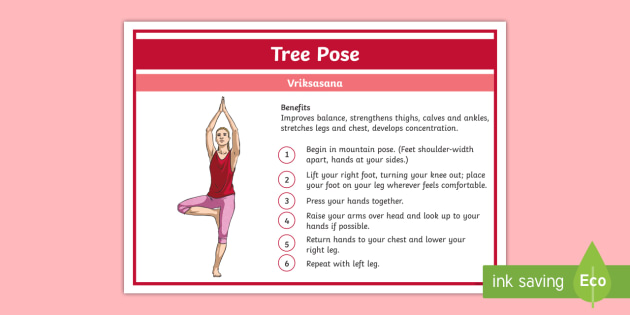 Tree Pose
Vriksasana
Benefits
Improves balance, strengthens thighs, calves and ankles,
stretches legs and chest, develops concentration.
1 Begin in mountain pose. (Feet shoulder-width
apart, hands at your sides.)
2 Lift your right foot, turning your knee out; place
your foot on your leg wherever feels comfortable.
3 Press your hands together.
4 Raise your arms over head and look up to your
hands if possible.
5 Return hands to your chest and lower your
right leg.
6 Repeat with left leg.
ink saving Eco